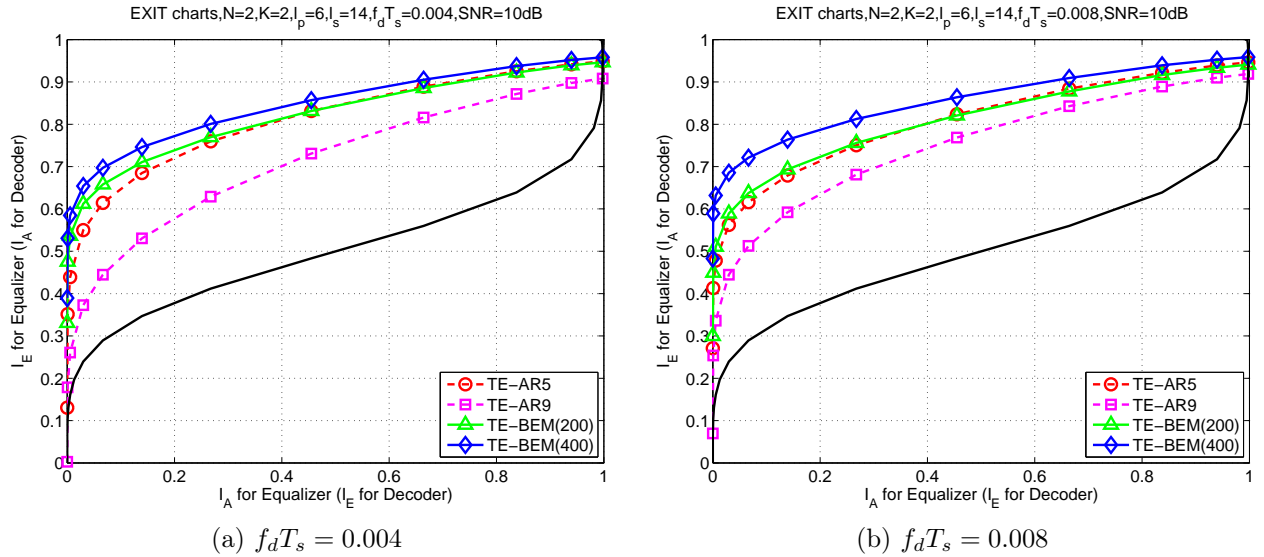 EXIT charts,N=2,K=2,l_p=6,l_s=14,f_dT_s=0.004,SNR=10dB
1
0.9
0.8
0.7
0.6
0.5
0.4
0.3
0.2
0.1
0
I_E for Equalizer (I_A for Decoder)
TE−AR5
TE−AR9
TE−BEM(200)
TE−BEM(400)
0 0.2 0.4 0.6 0.8 1
I_A for Equalizer (I_E for Decoder)
(a) f_dT_s = 0.004
EXIT charts,N=2,K=2,l_p=6,l_s=14,f_dT_s=0.008,SNR=10dB
1
0.9
0.8
0.7
0.6
0.5
0.4
0.3
0.2
0.1
0
I_E for Equalizer (I_A for Decoder)
TE−AR5
TE−AR9
TE−BEM(200)
TE−BEM(400)
0 0.2 0.4 0.6 0.8 1
I_A for Equalizer (I_E for Decoder)
(b) f_dT_s = 0.008